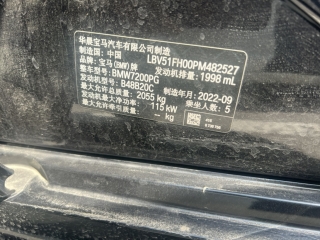 华晨宝马汽车有限公司制造
制造国：中国 LBV51FH00PM482527
品牌：宝马(BMW)牌 发动机排量：1998 mL
整车型号：BMW7200PG
发动机型号：B48B20C 制造年月：2022-09
最大允许总质量：2055 kg 乘坐人数：5
最大净功率：115 kW
— kg